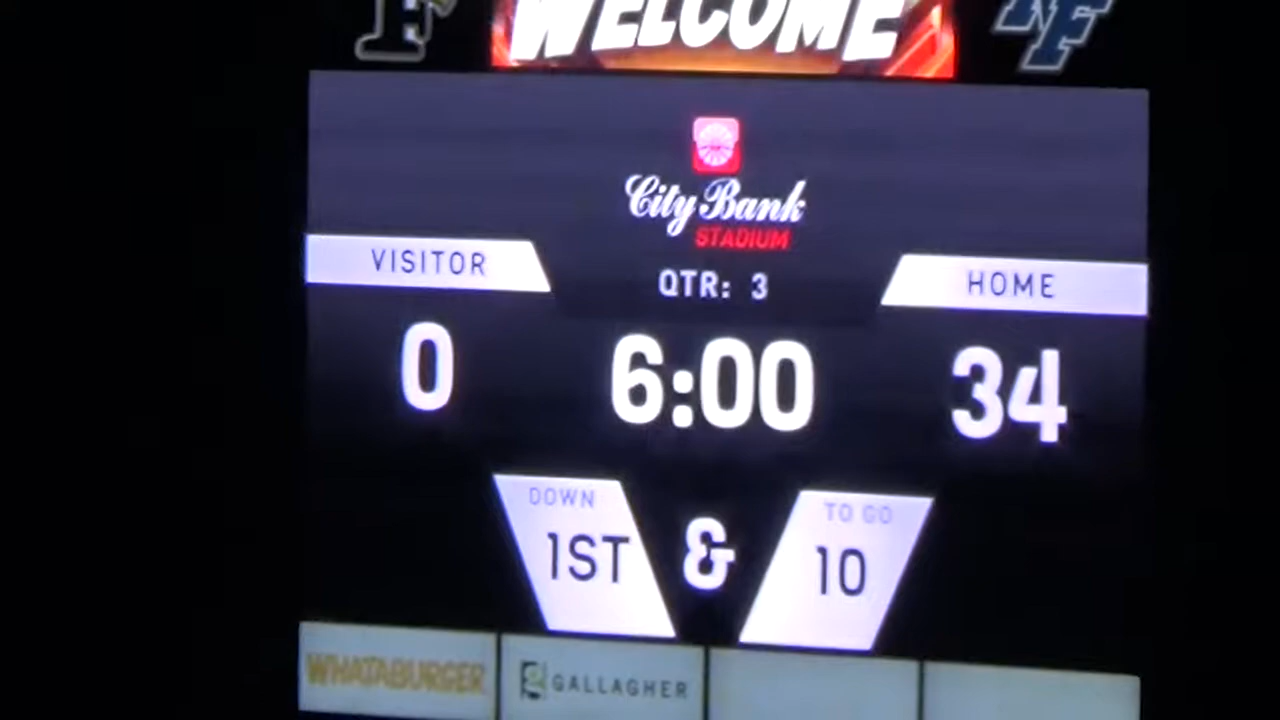 F
WELCOME
NF
City Bank
STADIUM
VISITOR
QTR: 3
HOME
0
6:00
34
DOWN
1ST
&
TO GO
10
WHATABURGER
GALLAGHER